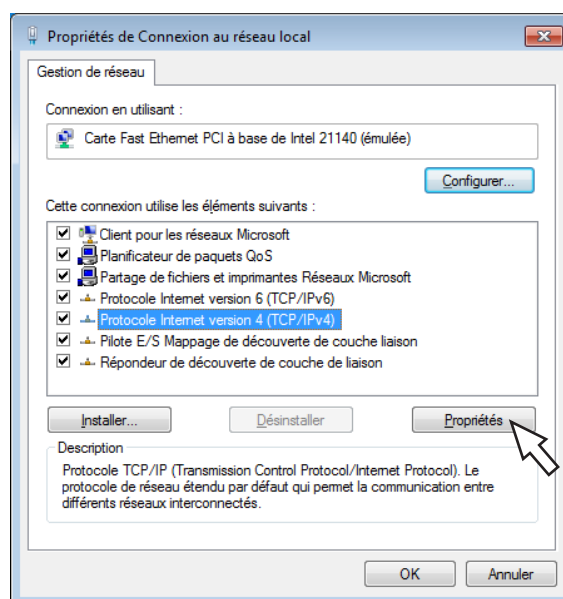 Propriétés de Connexion au réseau local
Gestion de réseau
Connexion en utilisant :
Carte Fast Ethernet PCI à base de Intel 21140 (émulée)
Configurer...
Cette connexion utilise les éléments suivants :
Client pour les réseaux Microsoft
Planificateur de paquets QoS
Partage de fichiers et imprimantes Réseaux Microsoft
Protocole Internet version 6 (TCP/IPv6)
Protocole Internet version 4 (TCP/IPv4)
Pilote E/S Mappage de découverte de couche liaison
Répondeur de découverte de couche de liaison
Installer... Désinstaller Propriétés
Description
Protocole TCP/IP (Transmission Control Protocol/Internet Protocol). Le
protocole de réseau étendu par défaut qui permet la communication entre
différents réseaux interconnectés.
OK Annuler